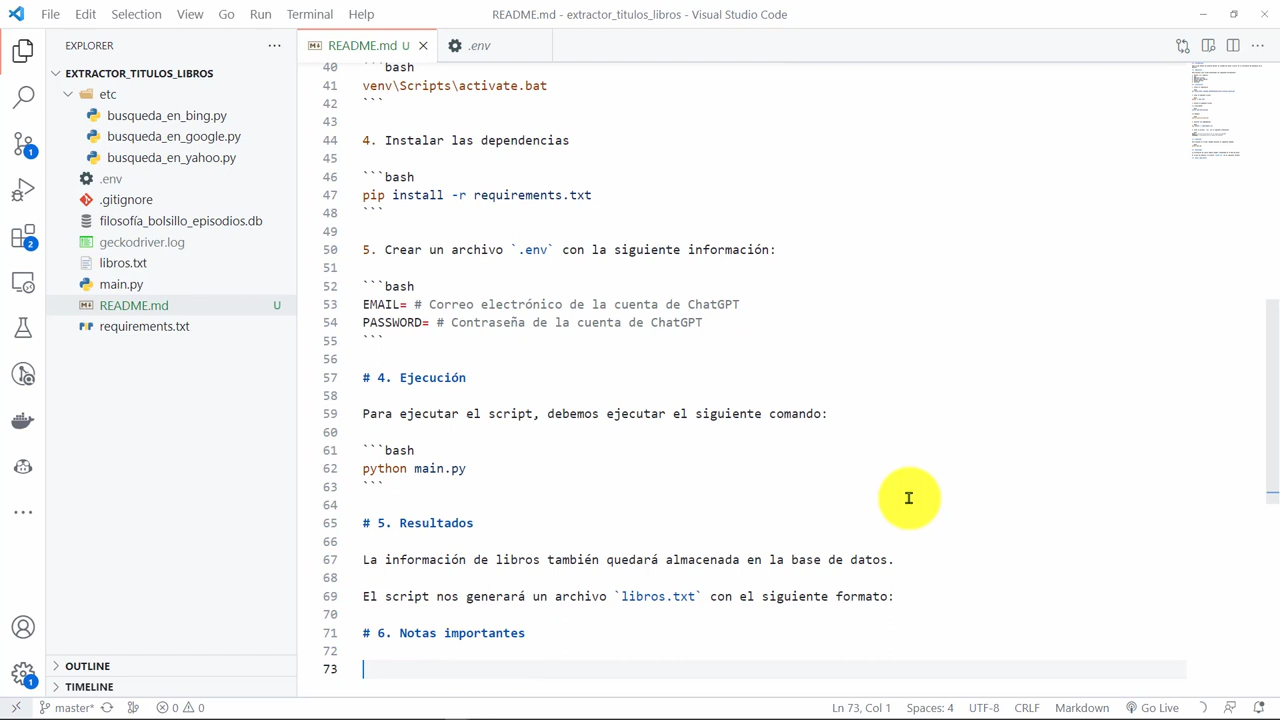 File Edit Selection View Go Run Terminal Help
README.md - extractor_titulos_libros - Visual Studio Code
EXPLORER
README.md U
.env
EXTRACTOR_TITULOS_LIBROS
etc
busqueda_en_bing.py
busqueda_en_google.py
busqueda_en_yahoo.py
.env
.gitignore
filosofía_bolsillo_episodios.db
geckodriver.log
libros.txt
main.py
README.md U
requirements.txt
OUTLINE
TIMELINE
1
2
1
40 ```bash
41 venv\Scripts\activate.bat
42 ```
43
44 4. Instalar las dependencias
45
46 ```bash
47 pip install -r requirements.txt
48 ```
49
50 5. Crear un archivo `.env` con la siguiente información:
51
52 ```bash
53 EMAIL= # Correo electrónico de la cuenta de ChatGPT
54 PASSWORD= # Contraseña de la cuenta de ChatGPT
55 ```
56
57 # 4. Ejecución
58
59 Para ejecutar el script, debemos ejecutar el siguiente comando:
60
61 ```bash
62 python main.py
63 ```
64
65 # 5. Resultados
66
67 La información de libros también quedará almacenada en la base de datos.
68
69 El script nos generará un archivo `libros.txt` con el siguiente formato:
70
71 # 6. Notas importantes
72
73
master* 0 0 Ln 73, Col 1 Spaces: 4 UTF-8 CRLF Markdown Go Live